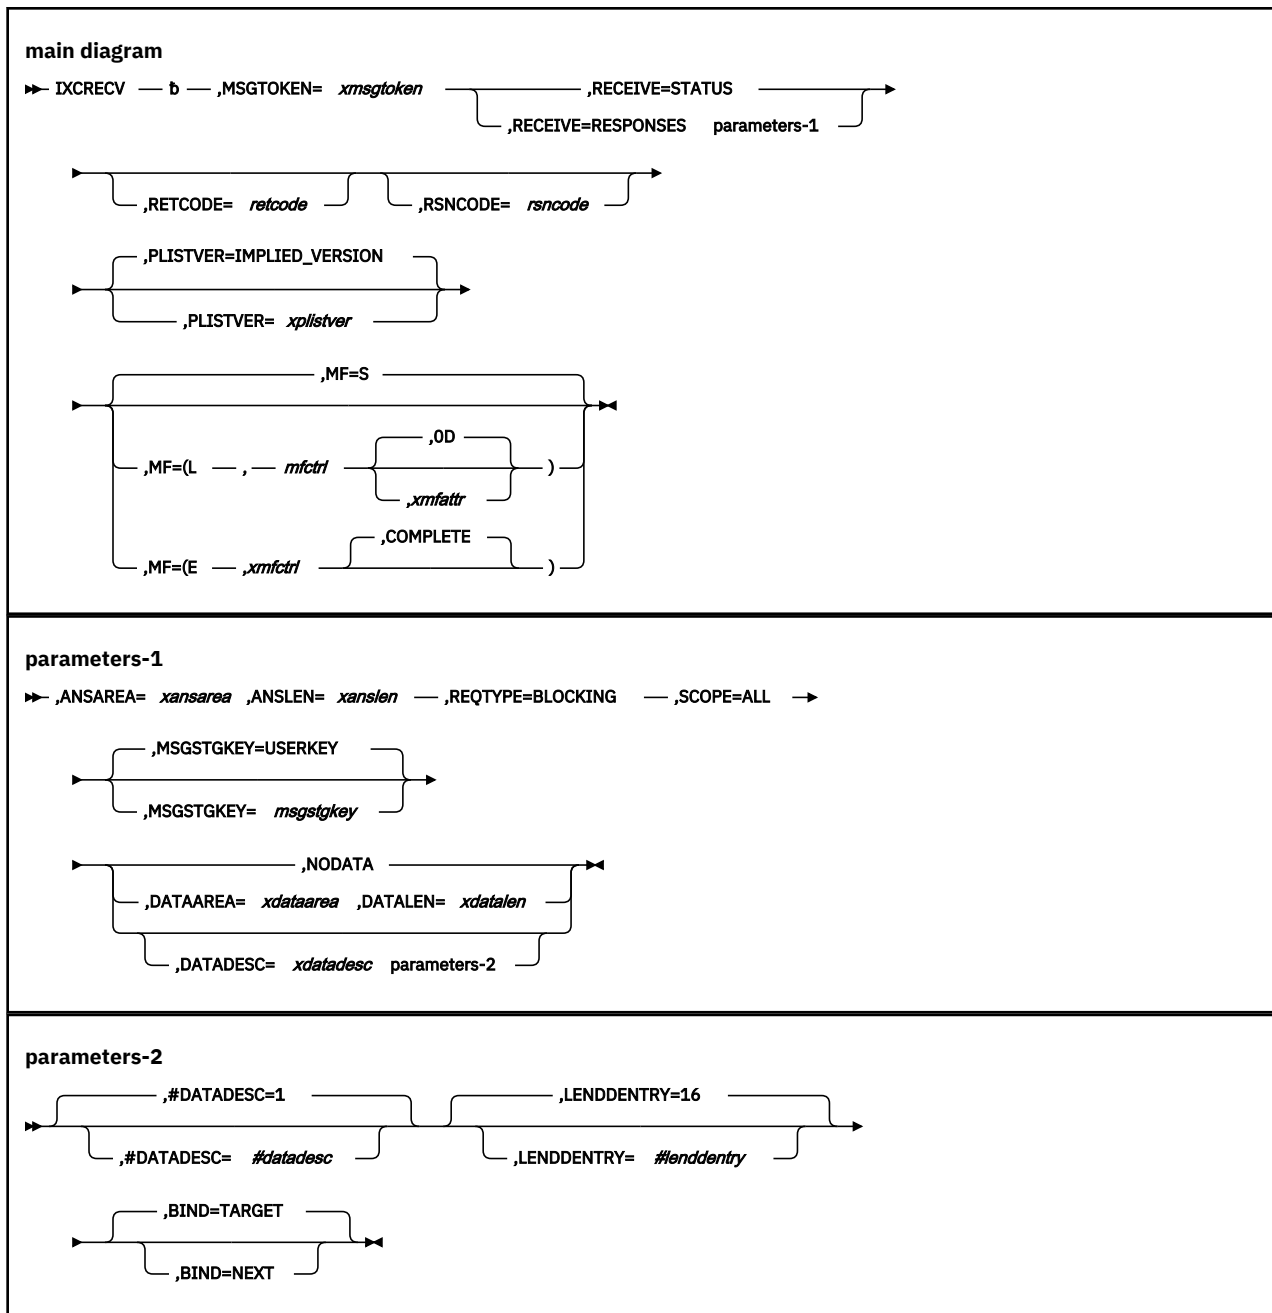 main diagram
IXCRECV ␢ ,MSGTOKEN= xmsgtoken ,RECEIVE=STATUS
,RECEIVE=RESPONSES parameters-1
,RETCODE= retcode ,RSNCODE= rsncode
,PLISTVER=IMPLIED_VERSION
,PLISTVER= xplistver
,MF=S
,0D
,MF=(L , mfctrl )
,xmfattr
,COMPLETE
,MF=(E ,xmfctrl )
parameters-1
,ANSAREA= xansarea ,ANSLEN= xanslen ,REQTYPE=BLOCKING ,SCOPE=ALL
,MSGSTGKEY=USERKEY
,MSGSTGKEY= msgstgkey
,NODATA
,DATAAREA= xdataarea ,DATALEN= xdatalen
,DATADESC= xdatadesc parameters-2
parameters-2
,#DATADESC=1 ,LENDDENTRY=16
,#DATADESC= #datadesc ,LENDDENTRY= #lenddentry
,BIND=TARGET
,BIND=NEXT